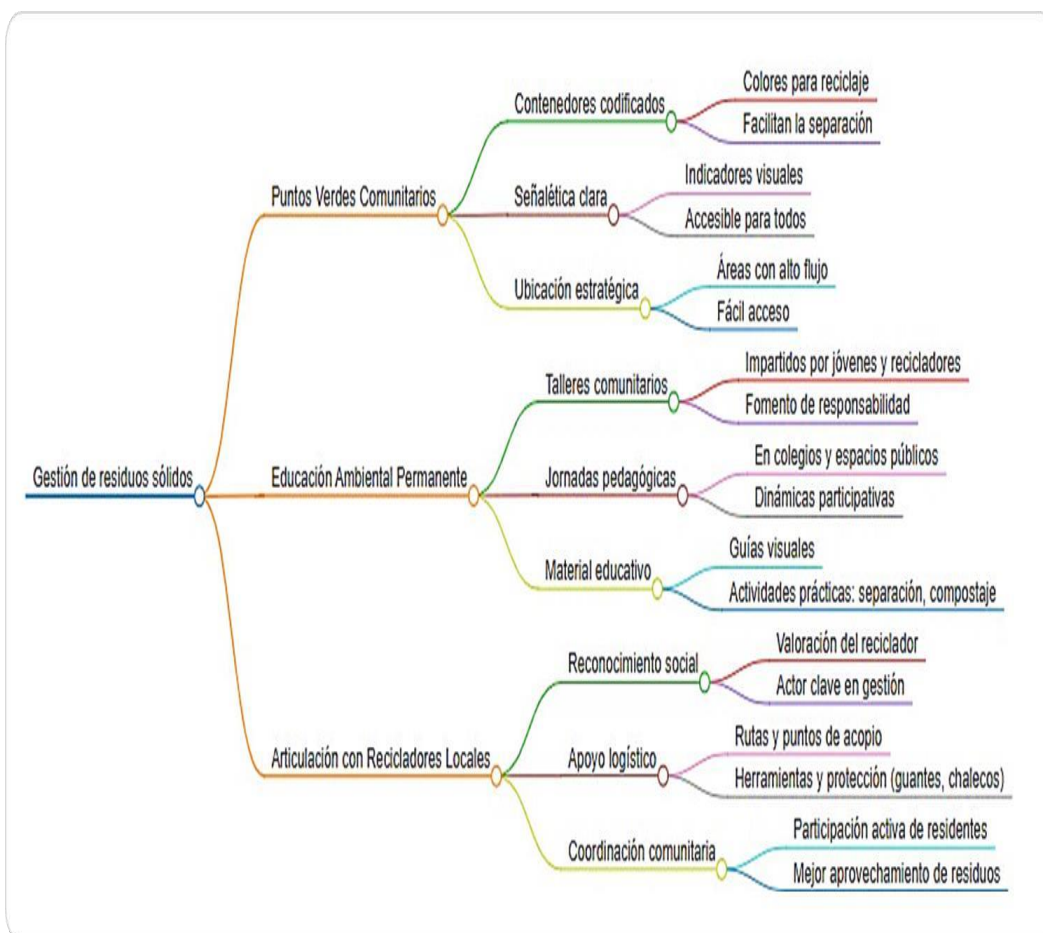 Gestión de residuos sólidos
Puntos Verdes Comunitarios
Contenedores codificados
Colores para reciclaje
Facilitan la separación
Señalética clara
Indicadores visuales
Accesible para todos
Ubicación estratégica
Áreas con alto flujo
Fácil acceso
Educación Ambiental Permanente
Talleres comunitarios
Impartidos por jóvenes y recicladores
Fomento de responsabilidad
Jornadas pedagógicas
En colegios y espacios públicos
Dinámicas participativas
Material educativo
Guías visuales
Actividades prácticas: separación, compostaje
Articulación con Recicladores Locales
Reconocimiento social
Valoración del reciclador
Actor clave en gestión
Apoyo logístico
Rutas y puntos de acopio
Herramientas y protección (guantes, chalecos)
Coordinación comunitaria
Participación activa de residentes
Mejor aprovechamiento de residuos